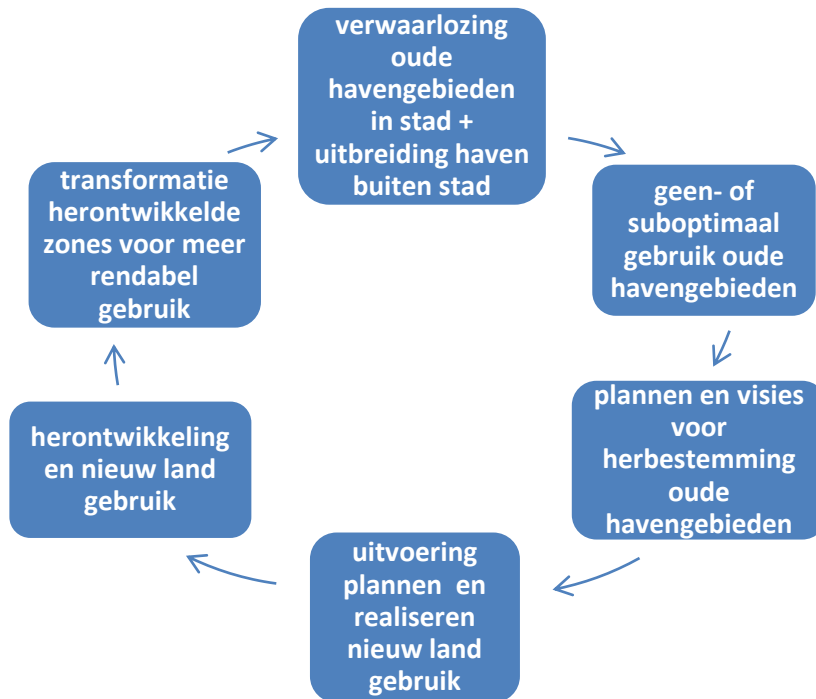 verwaarlozing
oude
havengebieden
in stad +
uitbreiding haven
buiten stad
geen- of
suboptimaal
gebruik oude
havengebieden
plannen en visies
voor
herbestemming
oude
havengebieden
uitvoering
plannen en
realiseren
nieuw land
gebruik
herontwikkeling
en nieuw land
gebruik
transformatie
herontwikkelde
zones voor meer
rendabel
gebruik